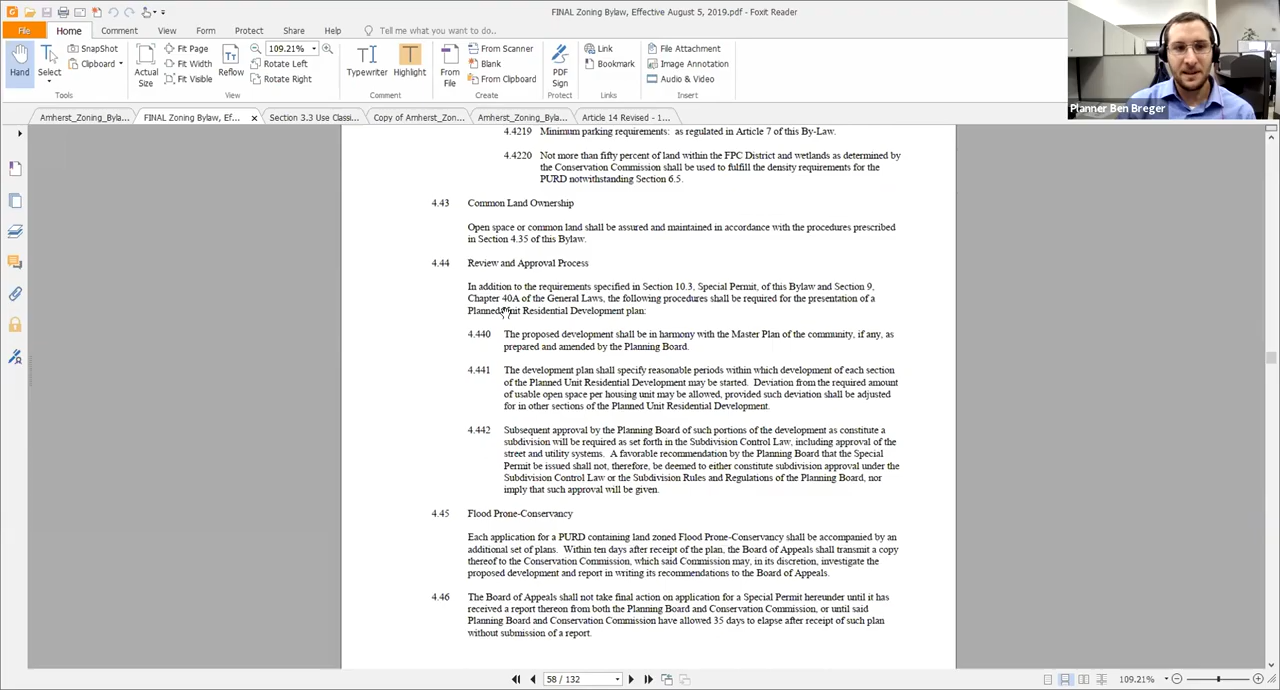 FINAL Zoning Bylaw, Effective August 5, 2019.pdf - Foxit Reader
File Home Comment View Form Protect Share Help Tell me what you want to do..
Hand
Select
SnapShot
Clipboard
Tools
Actual Size
Fit Page
Fit Width
Fit Visible
Reflow
109.21%
Rotate Left
Rotate Right
View
Typewriter
Highlight
Comment
From File
From Scanner
Blank
From Clipboard
Create
PDF Sign
Protect
Link
Bookmark
Links
File Attachment
Image Annotation
Audio & Video
Insert
Planner Ben Breger
Amherst_Zoning_Byla... FINAL Zoning Bylaw, Ef... Section 3.3 Use Classi... Copy of Amherst_Zon... Amherst_Zoning_Byla... Article 14 Revised - 1...
4.4219 Minimum parking requirements: as regulated in Article 7 of this By-Law.
4.4220 Not more than fifty percent of land within the FPC District and wetlands as determined by
the Conservation Commission shall be used to fulfill the density requirements for the
PURD notwithstanding Section 6.5.
4.43 Common Land Ownership
Open space or common land shall be assured and maintained in accordance with the procedures prescribed
in Section 4.35 of this Bylaw.
4.44 Review and Approval Process
In addition to the requirements specified in Section 10.3, Special Permit, of this Bylaw and Section 9,
Chapter 40A of the General Laws, the following procedures shall be required for the presentation of a
Planned Unit Residential Development plan:
4.440 The proposed development shall be in harmony with the Master Plan of the community, if any, as
prepared and amended by the Planning Board.
4.441 The development plan shall specify reasonable periods within which development of each section
of the Planned Unit Residential Development may be started. Deviation from the required amount
of usable open space per housing unit may be allowed, provided such deviation shall be adjusted
for in other sections of the Planned Unit Residential Development.
4.442 Subsequent approval by the Planning Board of such portions of the development as constitute a
subdivision will be required as set forth in the Subdivision Control Law, including approval of the
street and utility systems. A favorable recommendation by the Planning Board that the Special
Permit be issued shall not, therefore, be deemed to either constitute subdivision approval under the
Subdivision Control Law or the Subdivision Rules and Regulations of the Planning Board, nor
imply that such approval will be given.
4.45 Flood Prone-Conservancy
Each application for a PURD containing land zoned Flood Prone-Conservancy shall be accompanied by an
additional set of plans. Within ten days after receipt of the plan, the Board of Appeals shall transmit a copy
thereof to the Conservation Commission, which said Commission may, in its discretion, investigate the
proposed development and report in writing its recommendations to the Board of Appeals.
4.46 The Board of Appeals shall not take final action on application for a Special Permit hereunder until it has
received a report thereon from both the Planning Board and Conservation Commission, or until said
Planning Board and Conservation Commission have allowed 35 days to elapse after receipt of such plan
without submission of a report.
58 / 132
109.21%